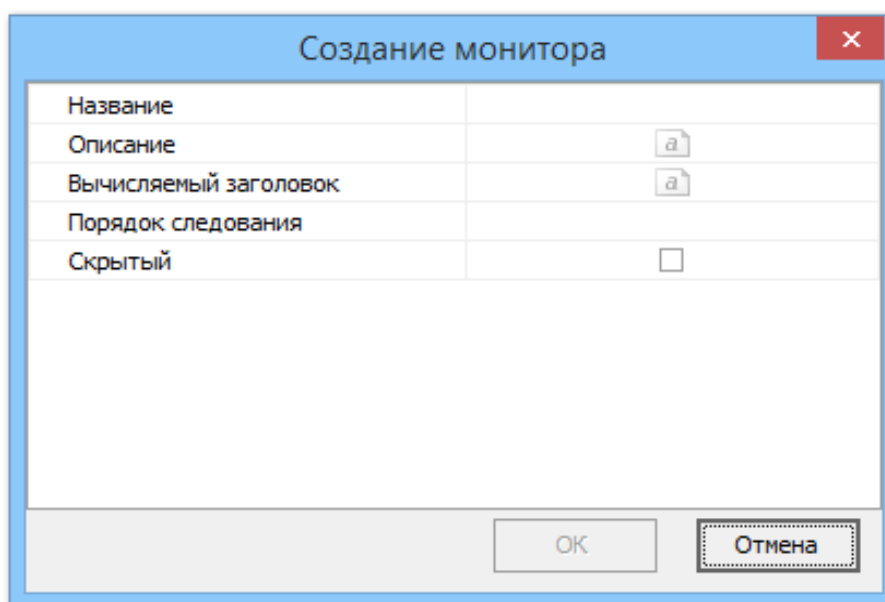 Создание монитора
Название
Описание
a
Вычисляемый заголовок
a
Порядок следования
Скрытый
OK
Отмена